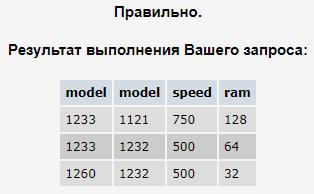 Правильно.
Результат выполнения Вашего запроса:
model model speed ram
1233 1121 750 128
1233 1232 500 64
1260 1232 500 32